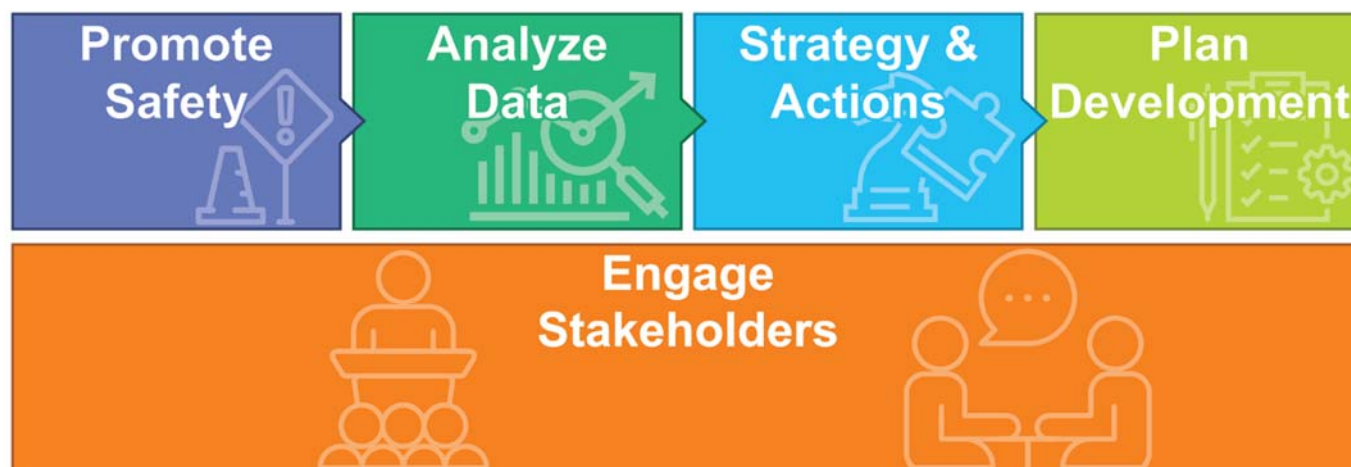 Promote
Safety
Analyze
Data
Strategy &
Actions
Plan
Development
Engage
Stakeholders